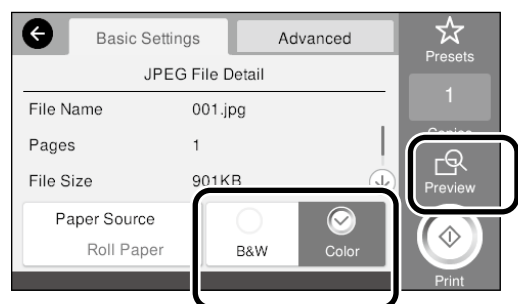 Basic Settings
Advanced
Presets
JPEG File Detail
1
File Name 001.jpg
Copies
Pages 1
File Size 901KB
Preview
Paper Source
Roll Paper
B&W
Color
Print